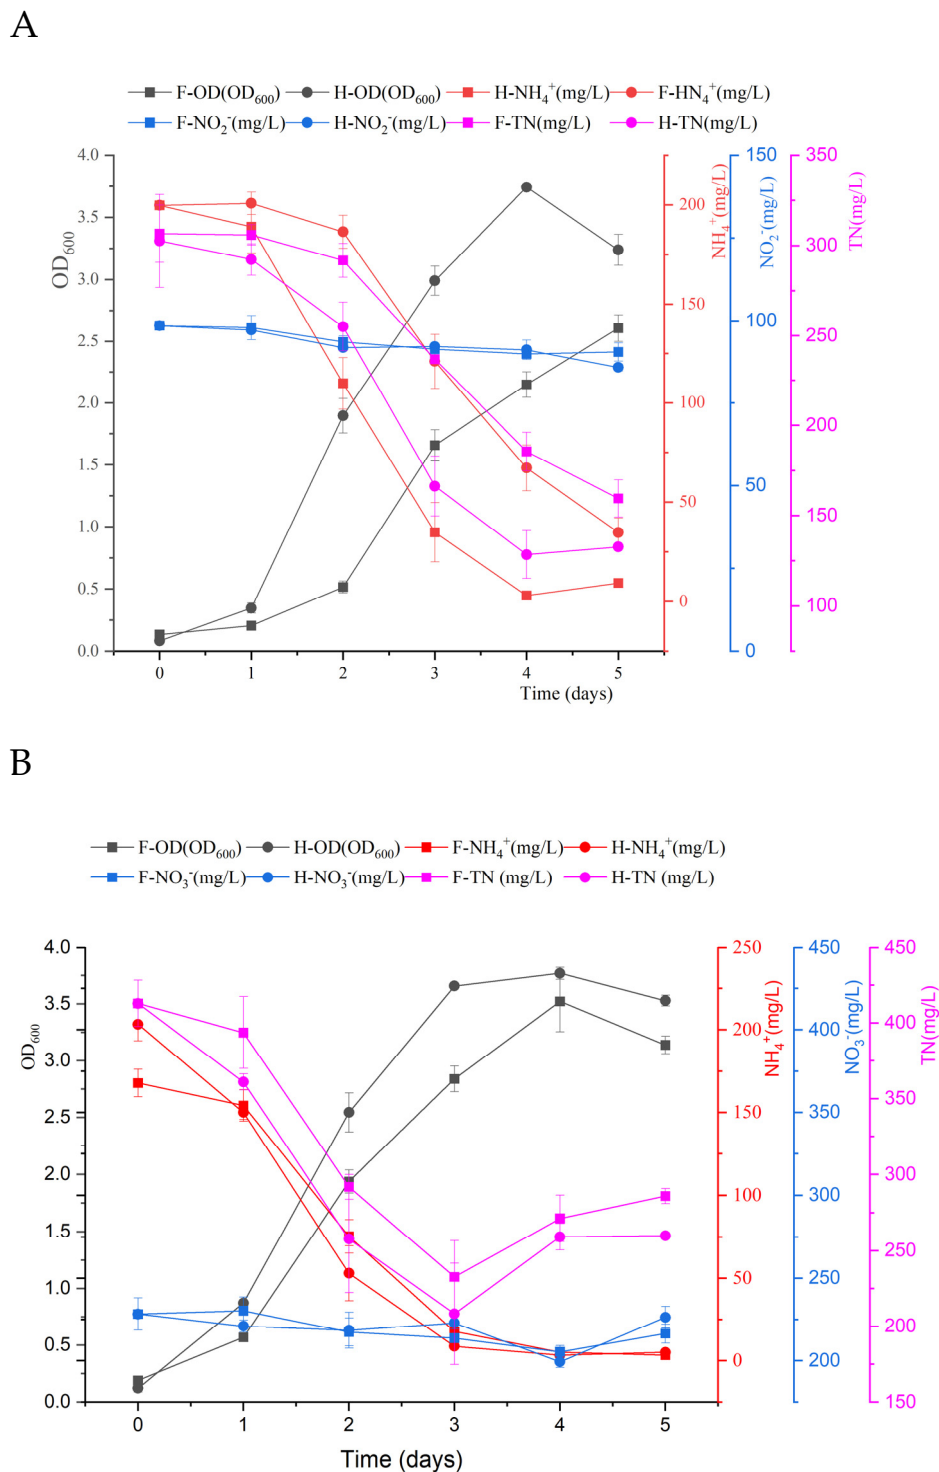 A
F-OD(OD600) H-OD(OD600) H-NH4+(mg/L) F-HN4+(mg/L)
F-NO2-(mg/L) H-NO2-(mg/L) F-TN(mg/L) H-TN(mg/L)
4.0 3.5 3.0 2.5 2.0 1.5 1.0 0.5 0.0
OD600
200 150 100 50 0
NH4+(mg/L)
150 100 50 0
NO2-(mg/L)
350 300 250 200 150 100
TN(mg/L)
0 1 2 3 4 5
Time (days)
B
F-OD(OD600) H-OD(OD600) F-NH4+(mg/L) H-NH4+(mg/L)
F-NO3-(mg/L) H-NO3-(mg/L) F-TN (mg/L) H-TN (mg/L)
4.0 3.5 3.0 2.5 2.0 1.5 1.0 0.5 0.0
OD600
250 200 150 100 50 0
NH4+(mg/L)
450 400 350 300 250 200
NO3-(mg/L)
450 400 350 300 250 200 150
TN(mg/L)
0 1 2 3 4 5
Time (days)